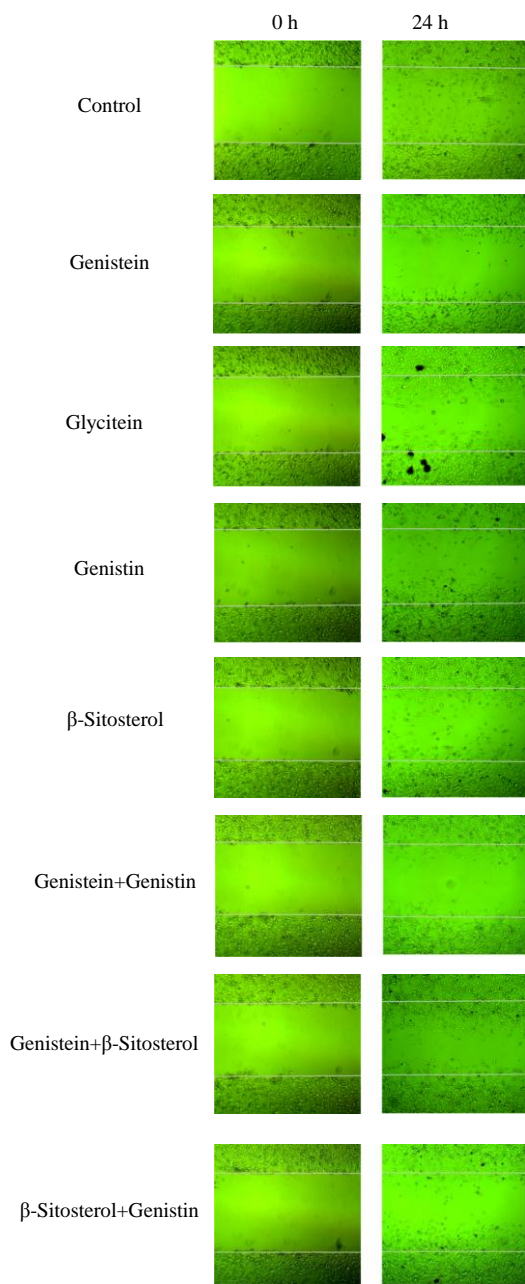 0 h 24 h
Control
Genistein
Glycitein
Genistin
β-Sitosterol
Genistein+Genistin
Genistein+β-Sitosterol
β-Sitosterol+Genistin